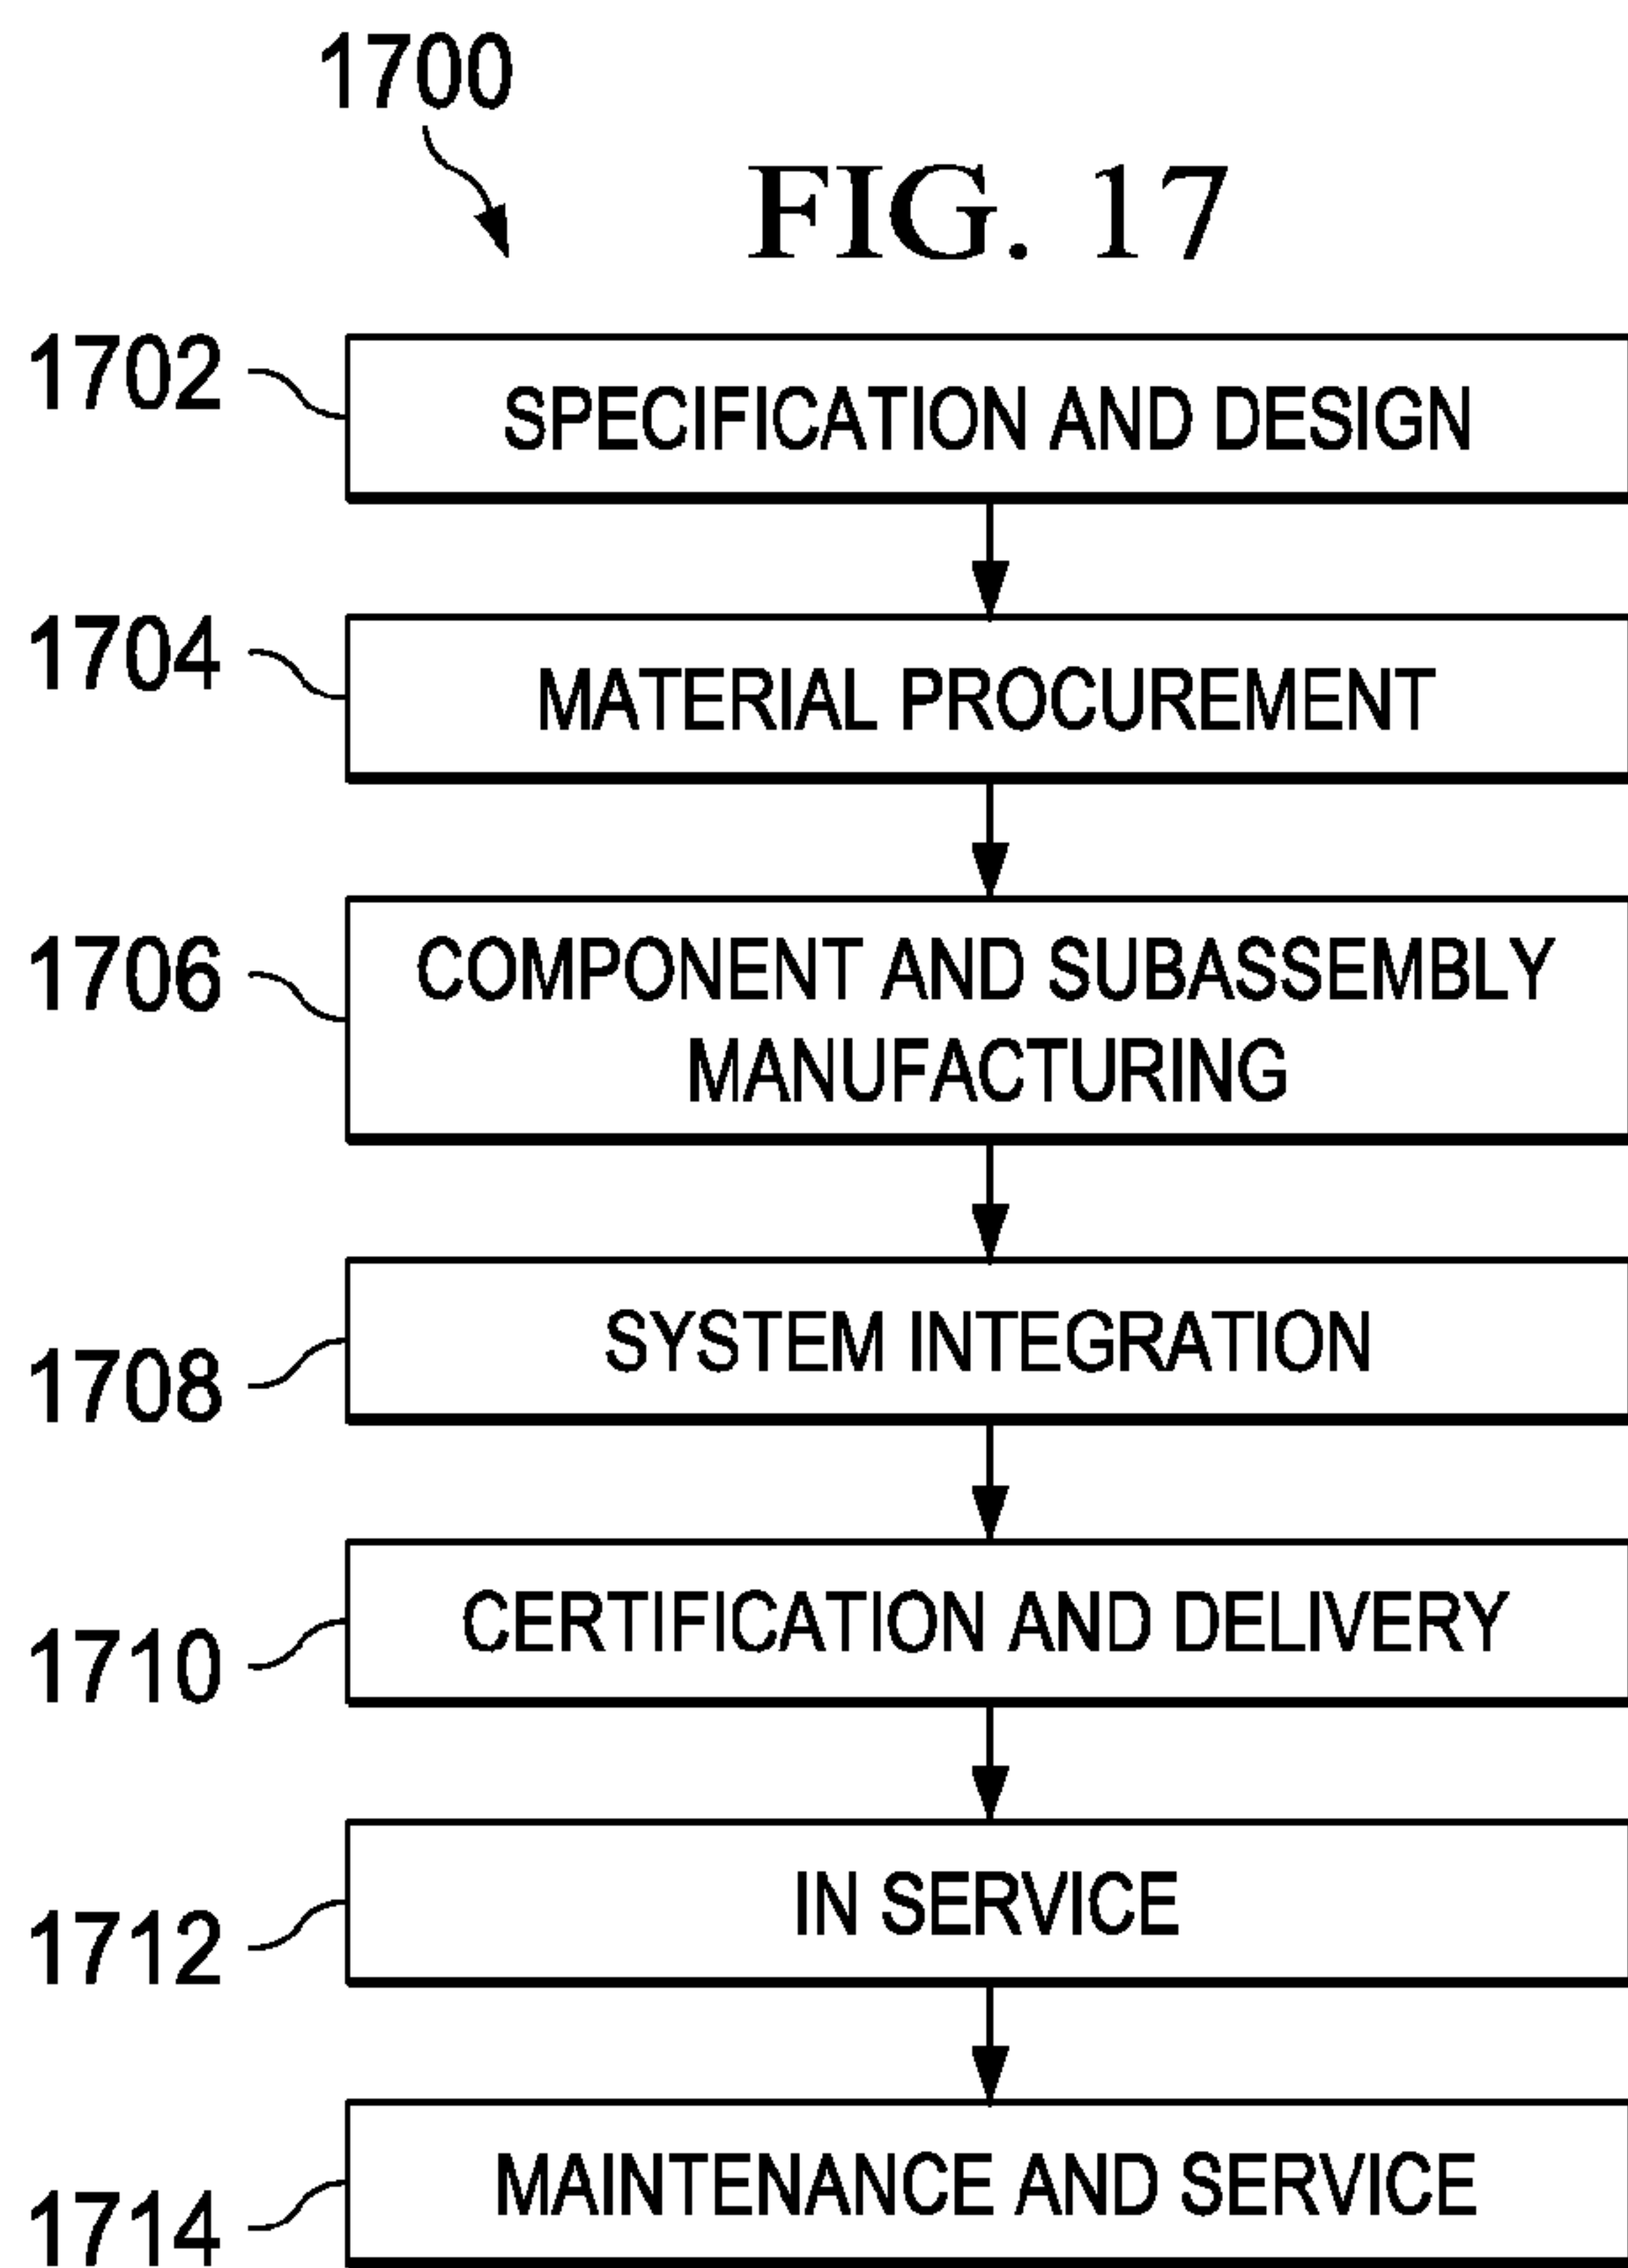 1700
FIG. 17
1702
SPECIFICATION AND DESIGN
1704
MATERIAL PROCUREMENT
1706
COMPONENT AND SUBASSEMBLY
MANUFACTURING
1708
SYSTEM INTEGRATION
1710
CERTIFICATION AND DELIVERY
1712
IN SERVICE
1714
MAINTENANCE AND SERVICE